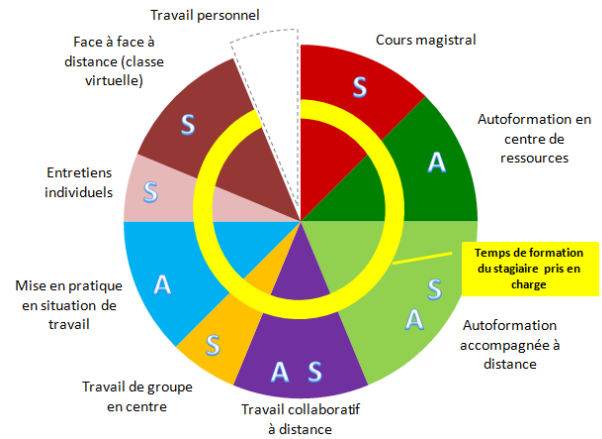 Travail personnel
Face à face à
distance (classe
virtuelle)
Cours magistral
S
S
Autoformation en
centre de
ressources
A
Entretiens
individuels
S
Temps de formation
du stagiaire pris en
charge
Mise en pratique
en situation de
travail
A
S
A
Autoformation
accompagnée à
distance
S
A S
Travail de groupe
en centre
Travail collaboratif
à distance